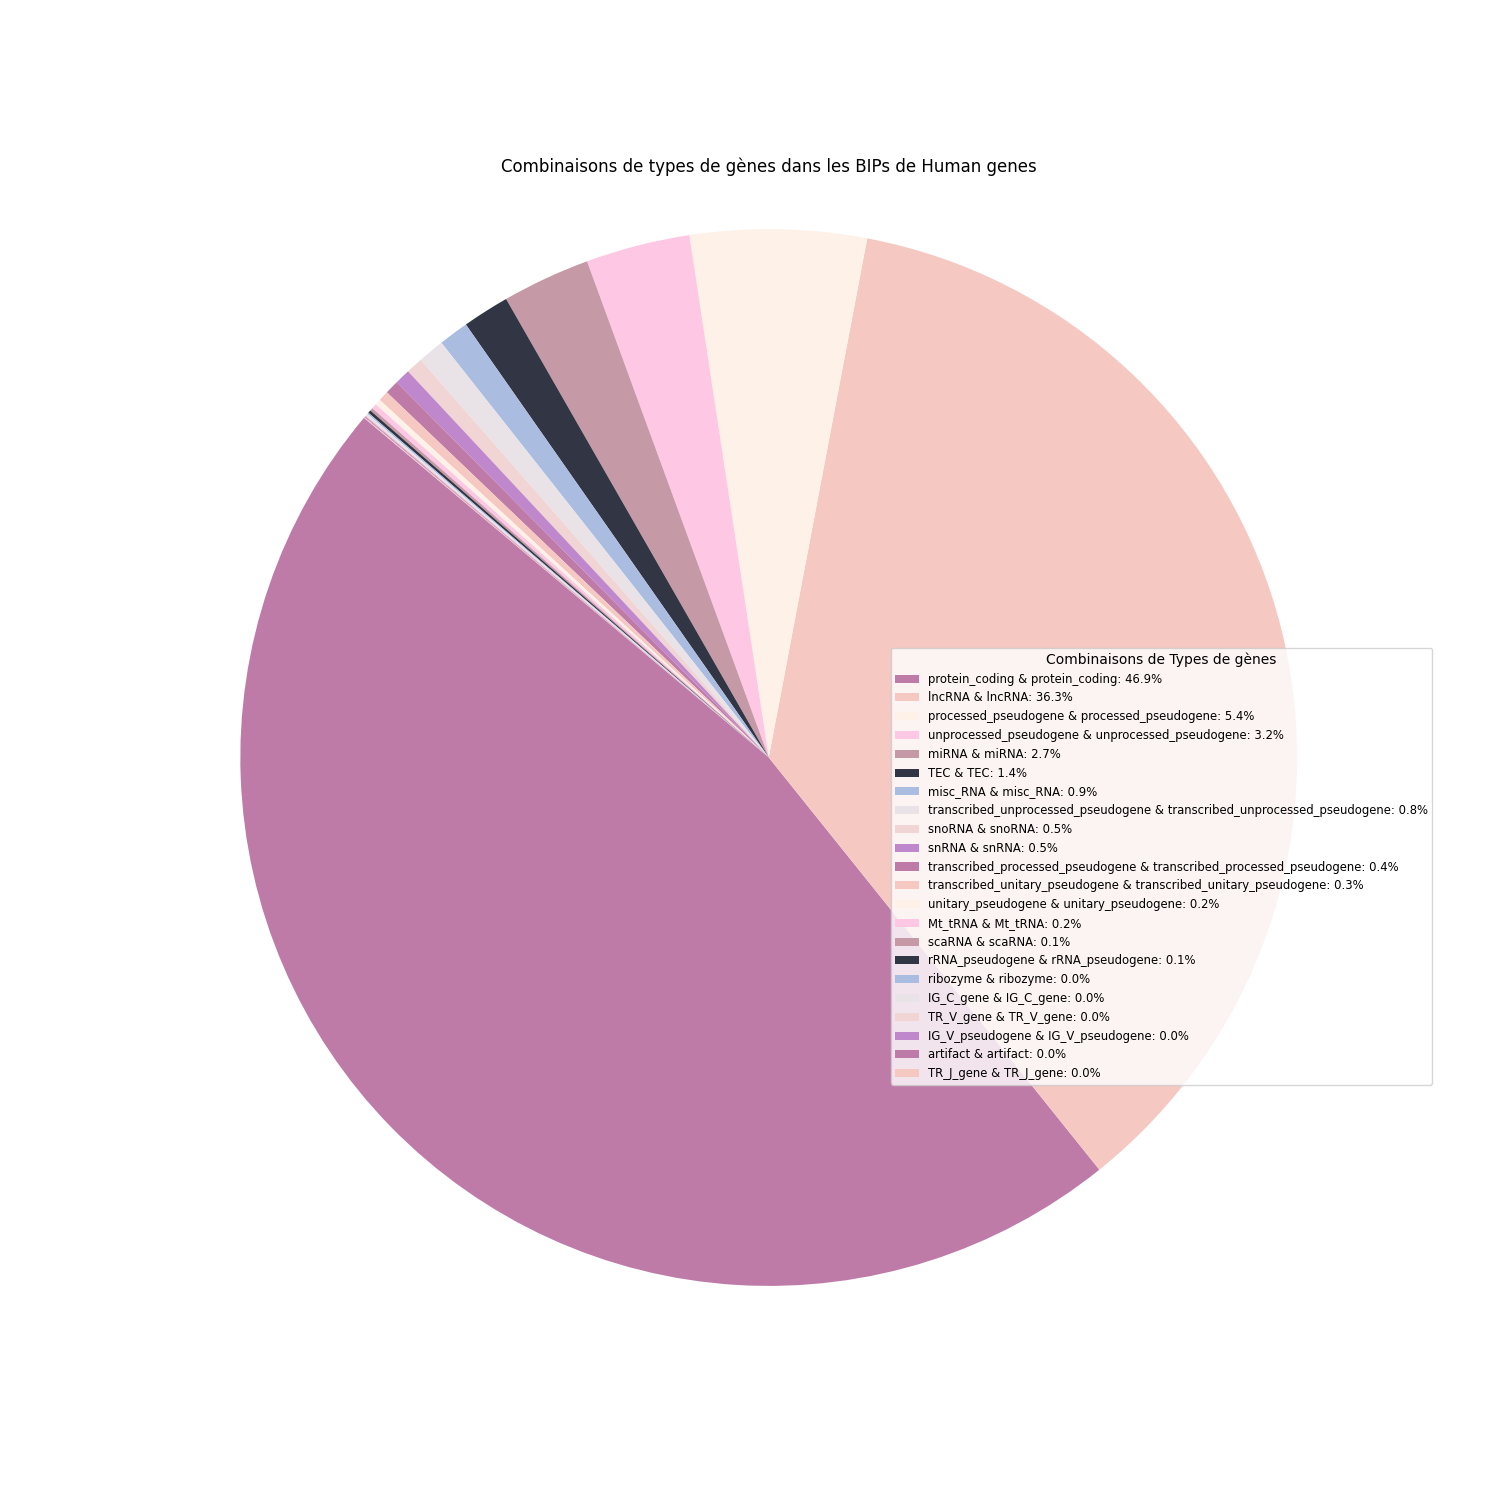 Combinaisons de types de gènes dans les BIPs de Human genes
Combinaisons de Types de gènes
protein_coding & protein_coding: 46.9%
lncRNA & lncRNA: 36.3%
processed_pseudogene & processed_pseudogene: 5.4%
unprocessed_pseudogene & unprocessed_pseudogene: 3.2%
miRNA & miRNA: 2.7%
TEC & TEC: 1.4%
misc_RNA & misc_RNA: 0.9%
transcribed_unprocessed_pseudogene & transcribed_unprocessed_pseudogene: 0.8%
snoRNA & snoRNA: 0.5%
snRNA & snRNA: 0.5%
transcribed_processed_pseudogene & transcribed_processed_pseudogene: 0.4%
transcribed_unitary_pseudogene & transcribed_unitary_pseudogene: 0.3%
unitary_pseudogene & unitary_pseudogene: 0.2%
Mt_tRNA & Mt_tRNA: 0.2%
scaRNA & scaRNA: 0.1%
rRNA_pseudogene & rRNA_pseudogene: 0.1%
ribozyme & ribozyme: 0.0%
IG_C_gene & IG_C_gene: 0.0%
TR_V_gene & TR_V_gene: 0.0%
IG_V_pseudogene & IG_V_pseudogene: 0.0%
artifact & artifact: 0.0%
TR_J_gene & TR_J_gene: 0.0%